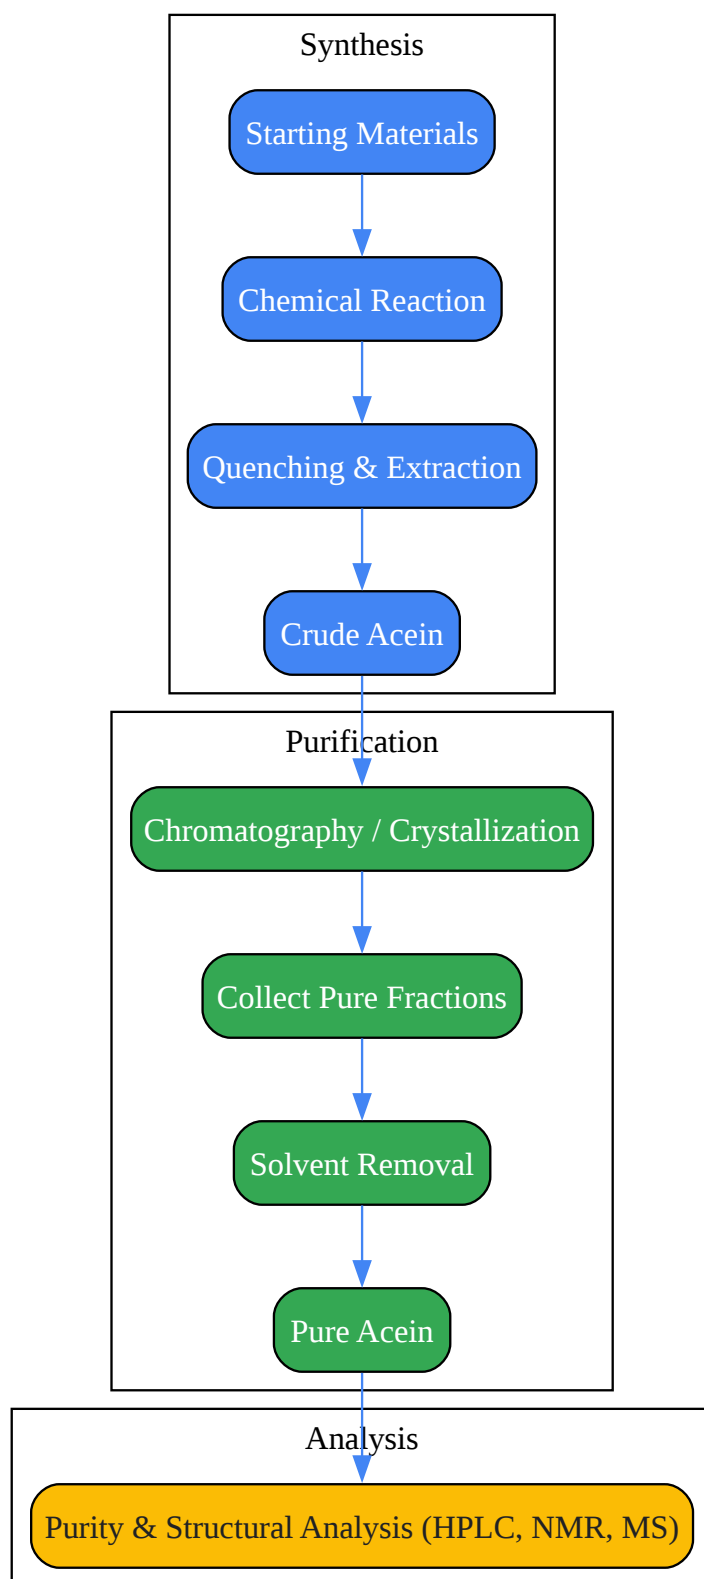 Synthesis
Starting Materials
Chemical Reaction
Quenching & Extraction
Crude Acein
Purification
Chromatography / Crystallization
Collect Pure Fractions
Solvent Removal
Pure Acein
Analysis
Purity & Structural Analysis (HPLC, NMR, MS)